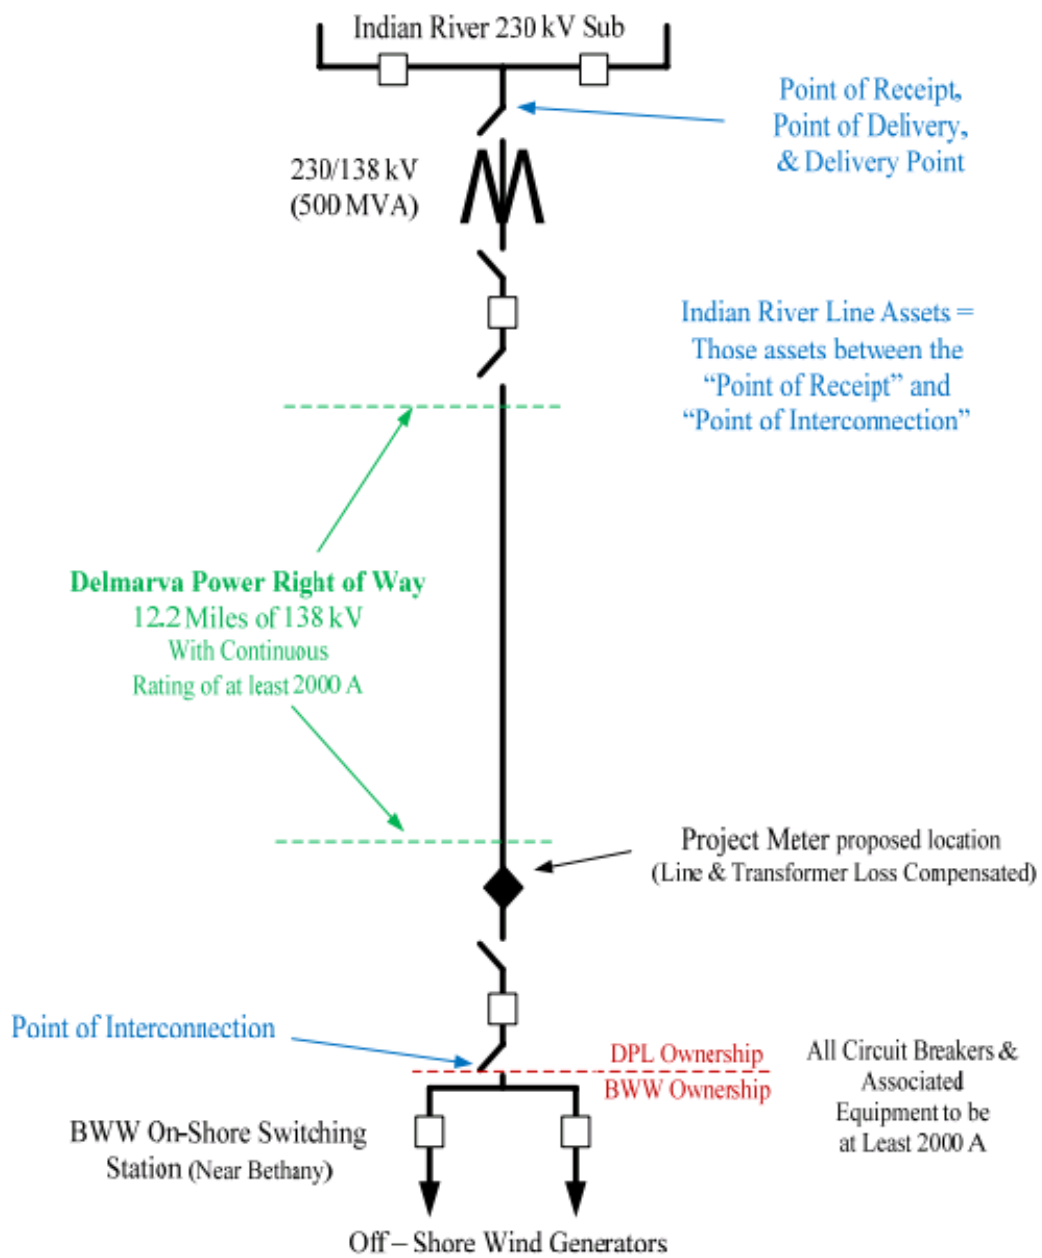 Indian River 230 kV Sub
Point of Receipt,
Point of Delivery,
& Delivery Point
230/138 kV
(500 MVA)
Indian River Line Assets =
Those assets between the
“Point of Receipt” and
“Point of Interconnection”
Delmarva Power Right of Way
12.2 Miles of 138 kV
With Continuous
Rating of at least 2000 A
Project Meter proposed location
(Line & Transformer Loss Compensated)
Point of Interconnection
DPL Ownership
BWW Ownership
All Circuit Breakers &
Associated
Equipment to be
at Least 2000 A
BWW On-Shore Switching
Station (Near Bethany)
Off – Shore Wind Generators